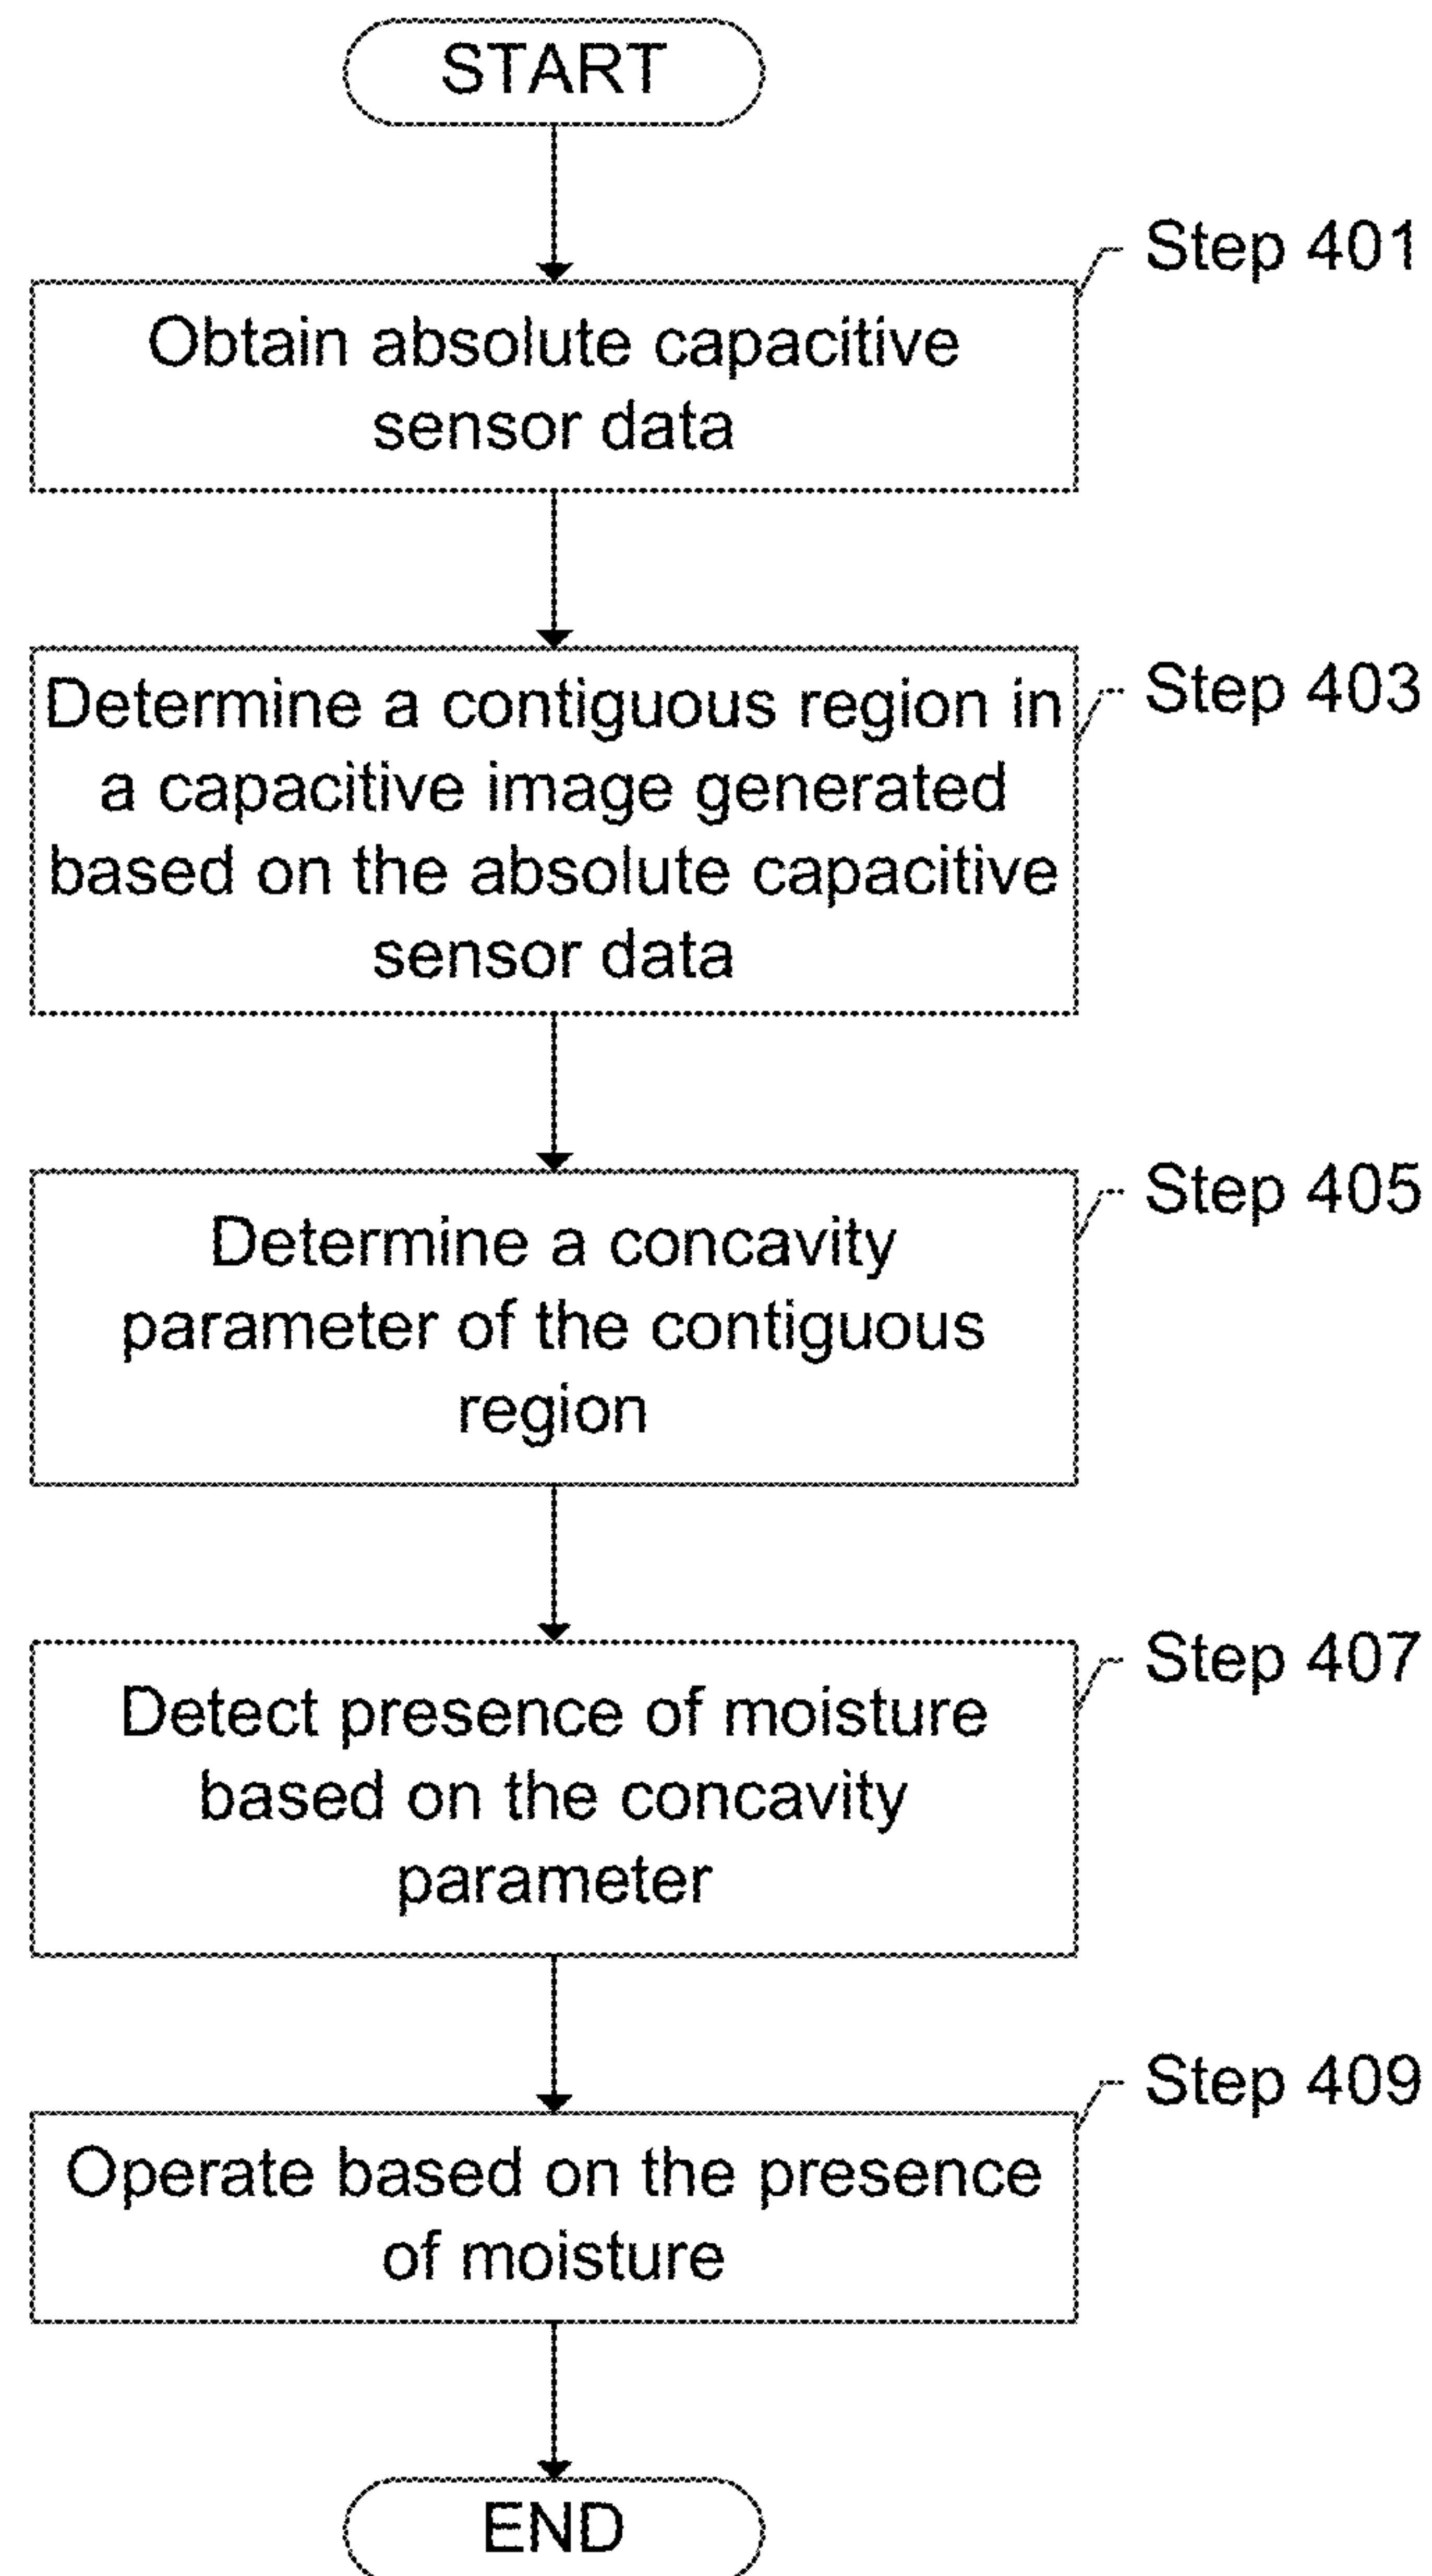 START
Step 401
Obtain absolute capacitive
sensor data
Step 403
Determine a contiguous region in
a capacitive image generated
based on the absolute capacitive
sensor data
Step 405
Determine a concavity
parameter of the contiguous
region
Step 407
Detect presence of moisture
based on the concavity
parameter
Step 409
Operate based on the presence
of moisture
END